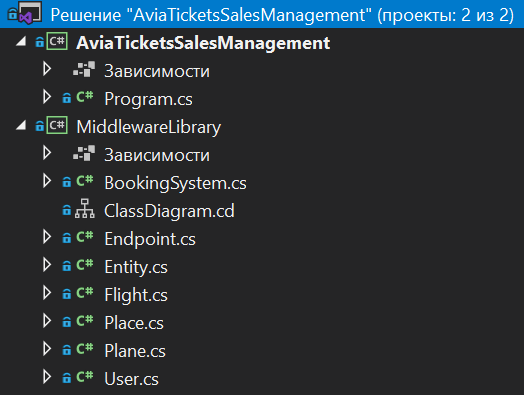 Решение "AviaTicketsSalesManagement" (проекты: 2 из 2)
C# AviaTicketsSalesManagement
Зависимости
C# Program.cs
C# MiddlewareLibrary
Зависимости
C# BookingSystem.cs
ClassDiagram.cd
C# Endpoint.cs
C# Entity.cs
C# Flight.cs
C# Place.cs
C# Plane.cs
C# User.cs